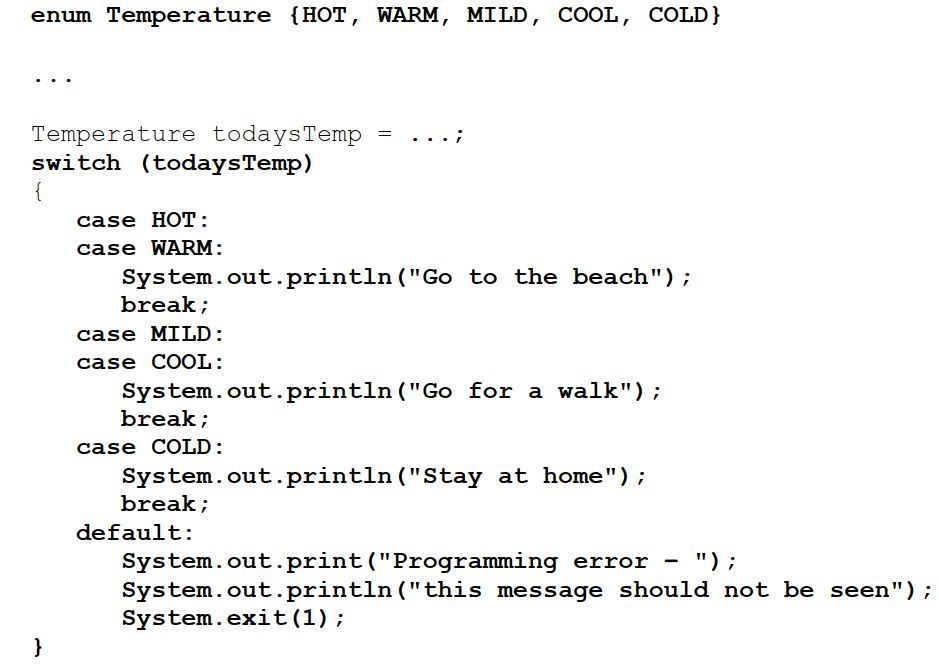 enum Temperature {HOT, WARM, MILD, COOL, COLD}
...
Temperature todaysTemp = ...;
switch (todaysTemp)
{
   case HOT:
   case WARM:
      System.out.println("Go to the beach");
      break;
   case MILD:
   case COOL:
      System.out.println("Go for a walk");
      break;
   case COLD:
      System.out.println("Stay at home");
      break;
   default:
      System.out.print("Programming error – ");
      System.out.println("this message should not be seen");
      System.exit(1);
}